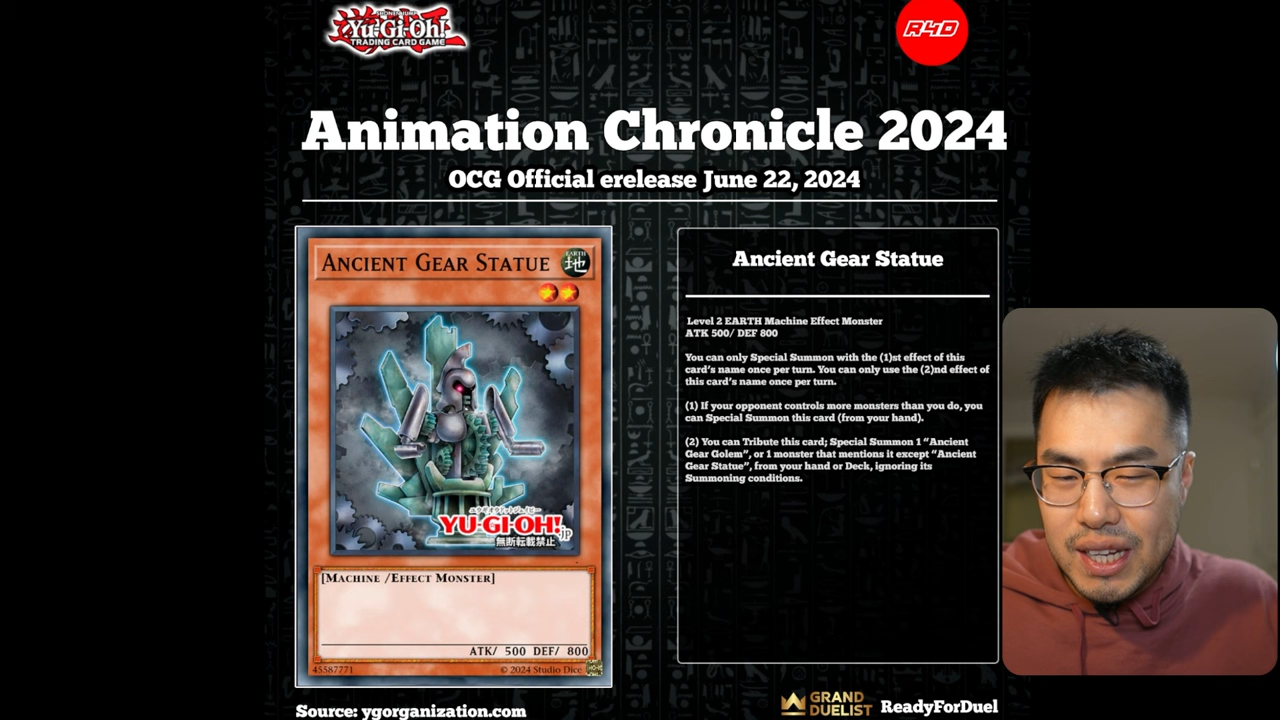 SHONEN JUMP
Yu-Gi-Oh!
TRADING CARD GAME
R4D
Animation Chronicle 2024
OCG Official erelease June 22, 2024
ANCIENT GEAR STATUE
EARTH
地
YU-GI-OH!.jp
無断転載禁止
[MACHINE /EFFECT MONSTER]
ATK/ 500 DEF/ 800
45587771
© 2024 Studio Dice
Ancient Gear Statue
Level 2 EARTH Machine Effect Monster
ATK 500/ DEF 800
You can only Special Summon with the (1)st effect of this
card's name once per turn. You can only use the (2)nd effect of
this card's name once per turn.
(1) If your opponent controls more monsters than you do, you
can Special Summon this card (from your hand).
(2) You can Tribute this card; Special Summon 1 "Ancient
Gear Golem", or 1 monster that mentions it except "Ancient
Gear Statue", from your hand or Deck, ignoring its
Summoning conditions.
Source: ygorganization.com
GRAND
DUELIST
ReadyForDuel